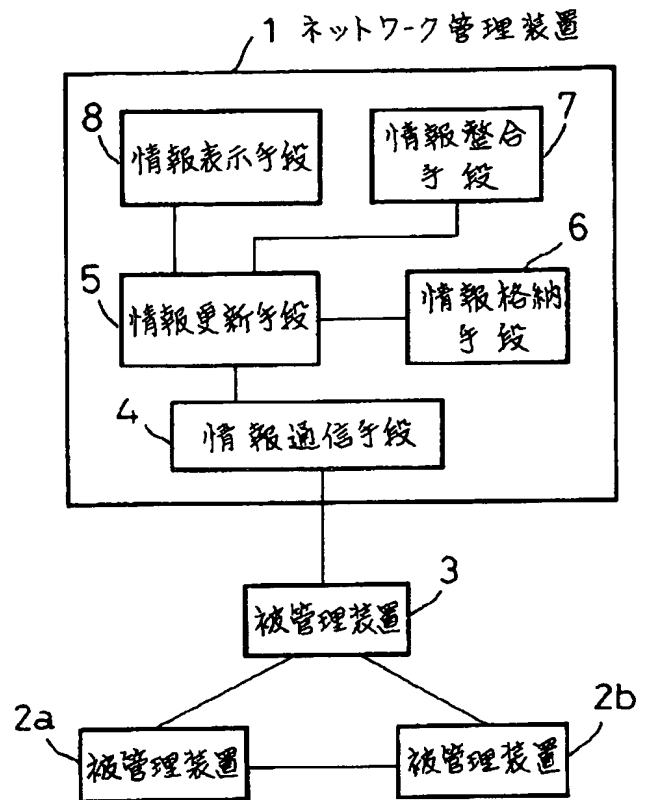 1 ネットワーク管理装置
8
情報表示手段
7
情報整合
手段
5
情報更新手段
6
情報格納
手段
4
情報通信手段
3
被管理装置
2a
被管理装置
2b
被管理装置